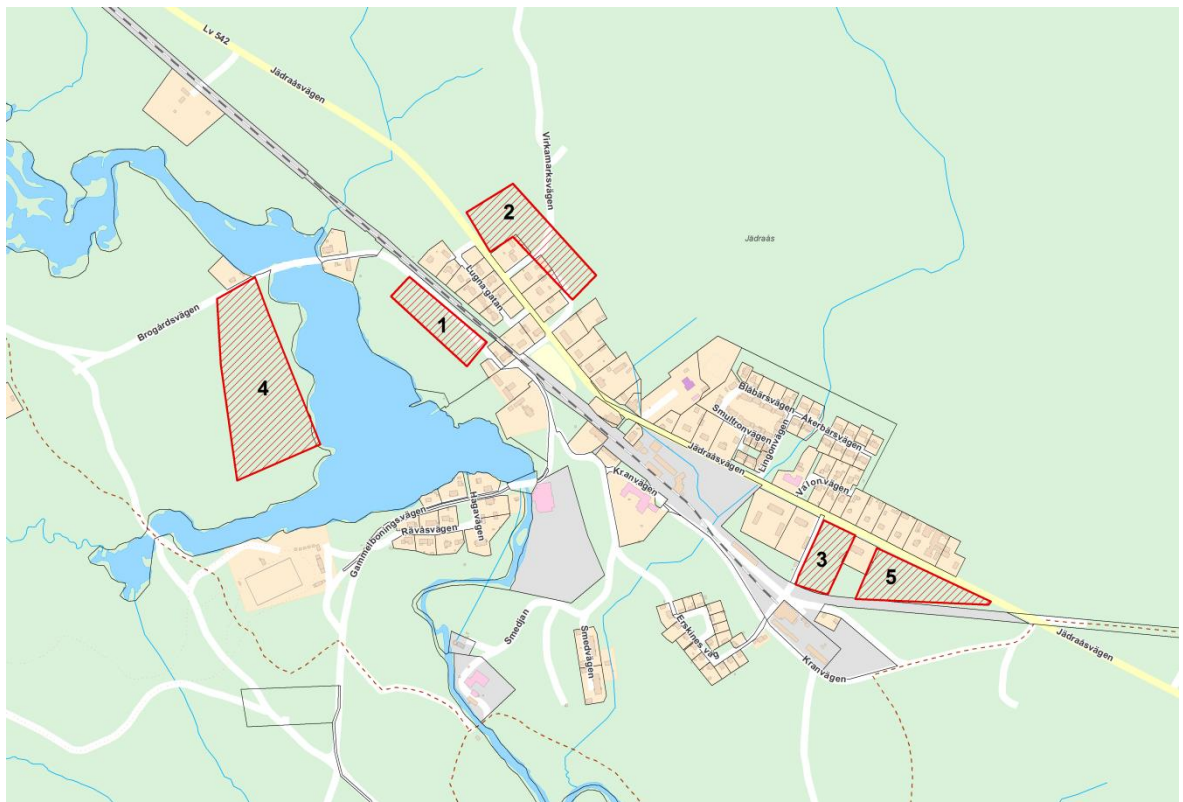 Lv 542
Jädraåsvägen
Virkamarksvägen
2
Jädraås
Lugna gatan
Brogårdsvägen
1
4
Blåbärsvägen
Smultronvägen
Åkerbärsvägen
Lingonvägen
Jädraåsvägen
Kranvägen
Våtonvägen
Hagavägen
Rävåsvägen
Gammelboningsvägen
3
5
Smedjan
Smedvägen
Erskines väg
Kranvägen
Jädraåsvägen